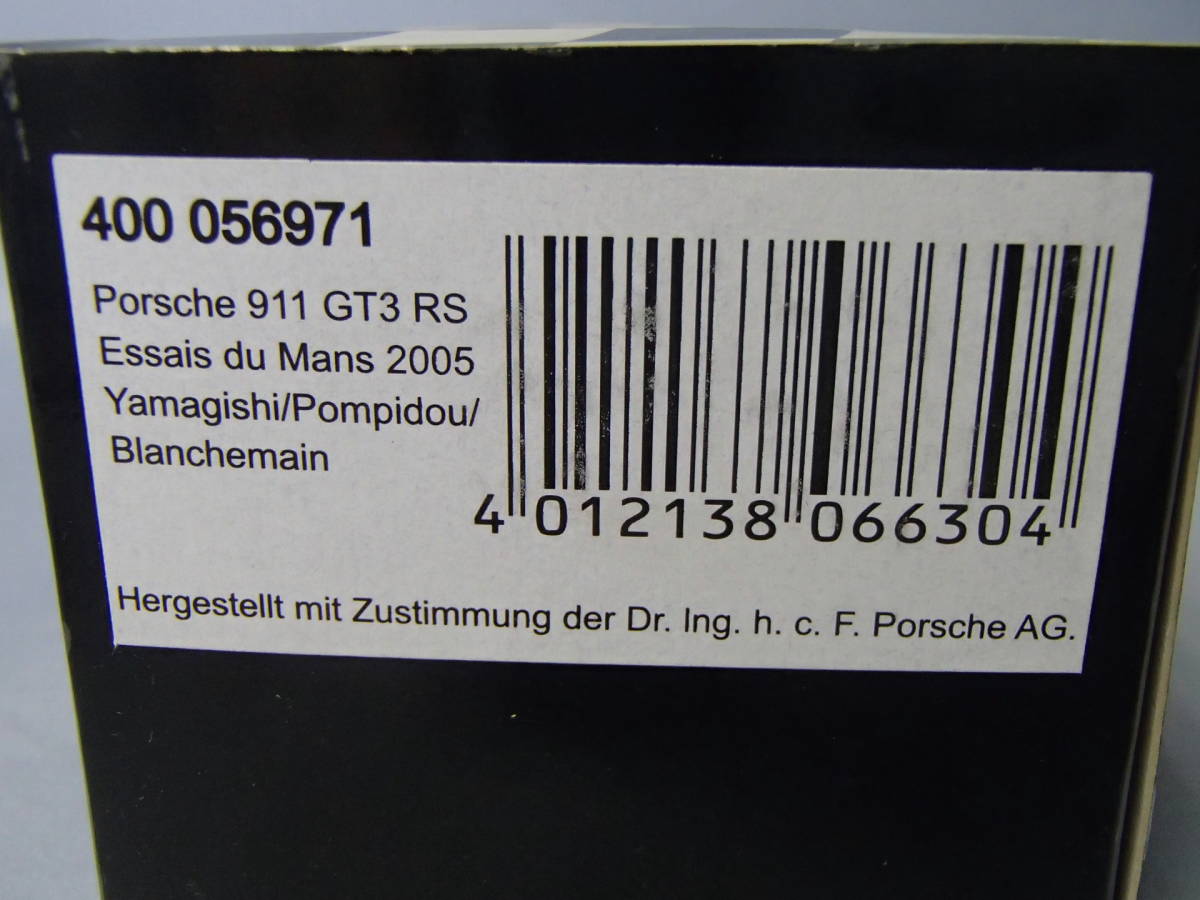 400 056971
Porsche 911 GT3 RS
Essais du Mans 2005
Yamagishi/Pompidou/
Blanchemain
4 012138 066304
Hergestellt mit Zustimmung der Dr. Ing. h. c. F. Porsche AG.